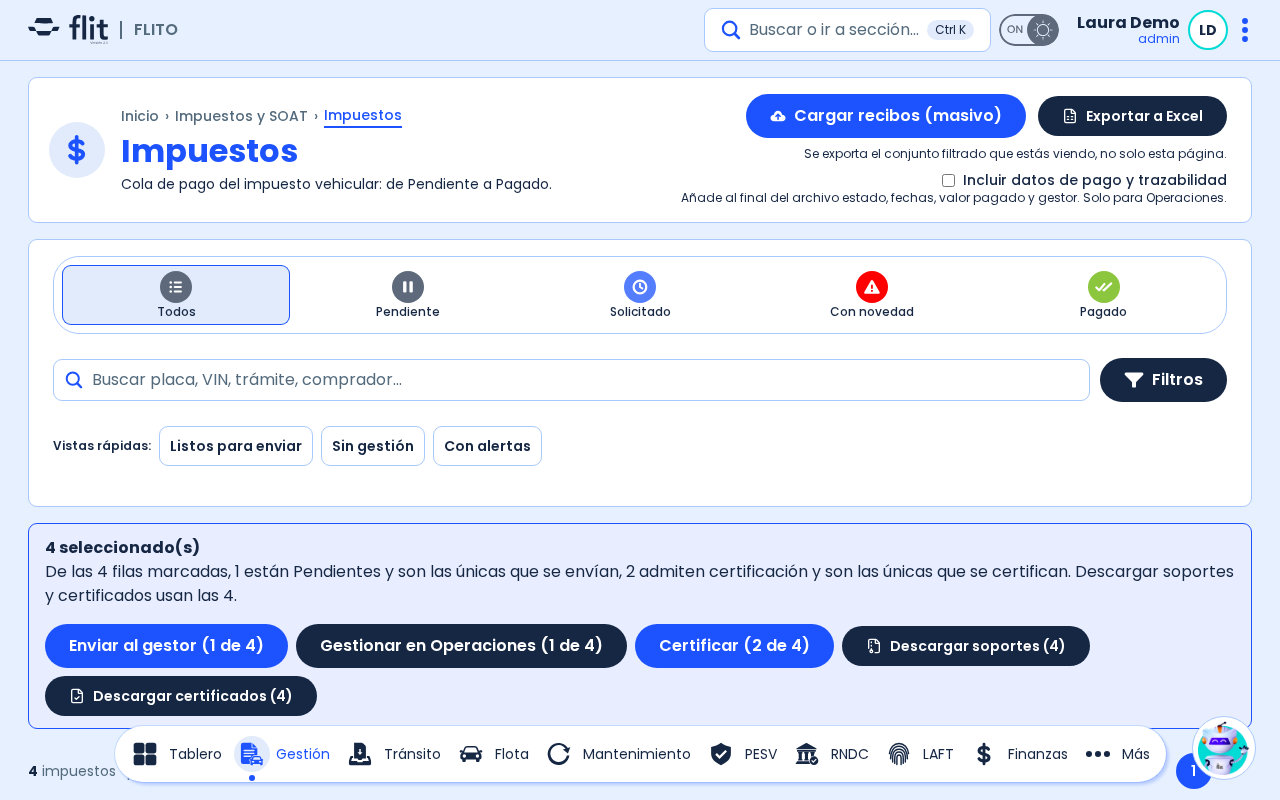 flit
FLITO
Buscar o ir a sección...
Ctrl K
ON
Laura Demo
admin
LD
Inicio › Impuestos y SOAT › Impuestos
Impuestos
Cola de pago del impuesto vehicular: de Pendiente a Pagado.
Cargar recibos (masivo)
Exportar a Excel
Se exporta el conjunto filtrado que estás viendo, no solo esta página.
Incluir datos de pago y trazabilidad
Añade al final del archivo estado, fechas, valor pagado y gestor. Solo para Operaciones.
Todos
Pendiente
Solicitado
Con novedad
Pagado
Buscar placa, VIN, trámite, comprador...
Filtros
Vistas rápidas:
Listos para enviar
Sin gestión
Con alertas
4 seleccionado(s)
De las 4 filas marcadas, 1 están Pendientes y son las únicas que se envían, 2 admiten certificación y son las únicas que se certifican. Descargar soportes
y certificados usan las 4.
Enviar al gestor (1 de 4)
Gestionar en Operaciones (1 de 4)
Certificar (2 de 4)
Descargar soportes (4)
Descargar certificados (4)
4 impuestos
1
Tablero
Gestión
Tránsito
Flota
Mantenimiento
PESV
RNDC
LAFT
Finanzas
Más